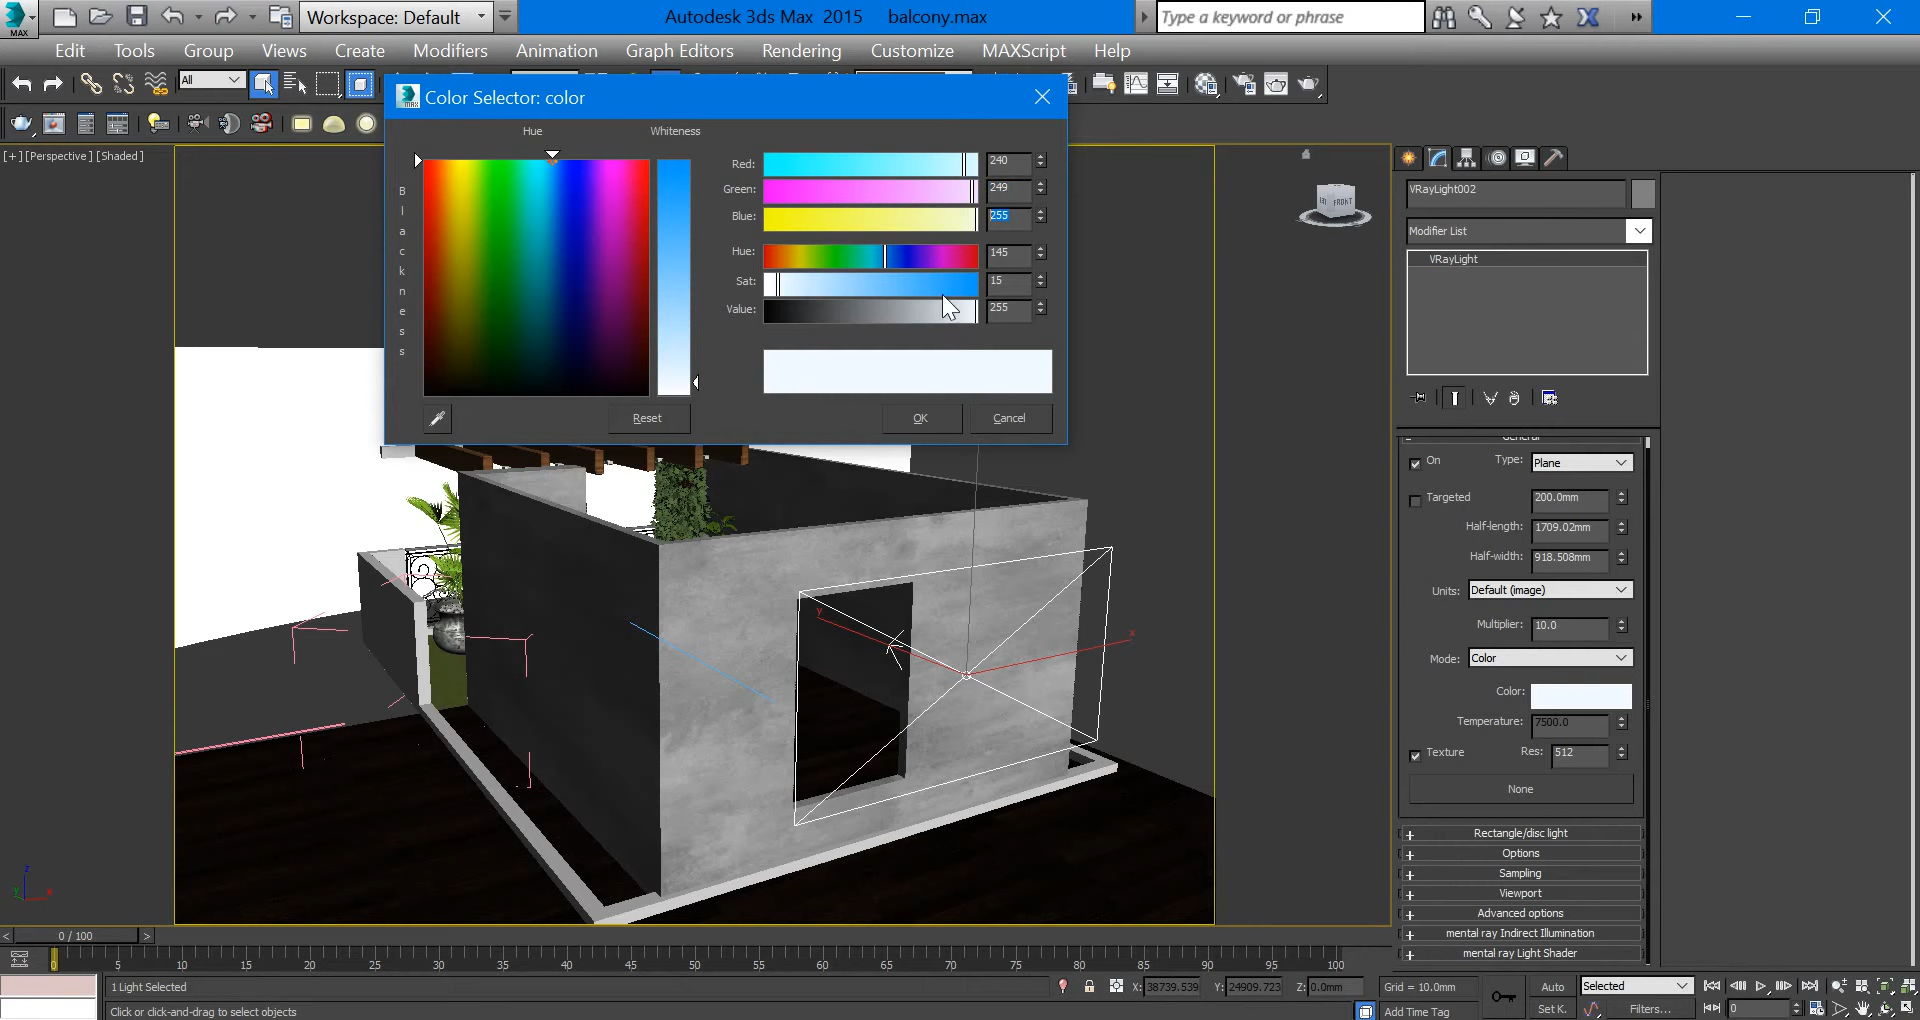 MAX
Workspace: Default
Autodesk 3ds Max 2015 balcony.max
Type a keyword or phrase
Edit Tools Group Views Create Modifiers Animation Graph Editors Rendering Customize MAXScript Help
All
Color Selector: color
Hue
Whiteness
Blackness
Red: 240
Green: 249
Blue: 255
Hue: 145
Sat: 15
Value: 255
Reset
OK
Cancel
[+][Perspective][Shaded]
FRONT
VRayLight002
Modifier List
VRayLight
General
On
Type: Plane
Targeted 200.0mm
Half-length: 1709.02mm
Half-width: 918.508mm
Units: Default (image)
Multiplier: 10.0
Mode: Color
Color:
Temperature: 7500.0
Texture Res: 512
None
+ Rectangle/disc light
+ Options
+ Sampling
+ Viewport
+ Advanced options
+ mental ray Indirect Illumination
+ mental ray Light Shader
y
x
z
y
x
< 0 / 100 >
0 5 10 15 20 25 30 35 40 45 50 55 60 65 70 75 80 85 90 95 100
1 Light Selected
X: 38739.539 Y: 24909.723 Z: 0.0mm
Grid = 10.0mm
Auto
Selected
Click or click-and-drag to select objects
Add Time Tag
Set K.
Filters...
0